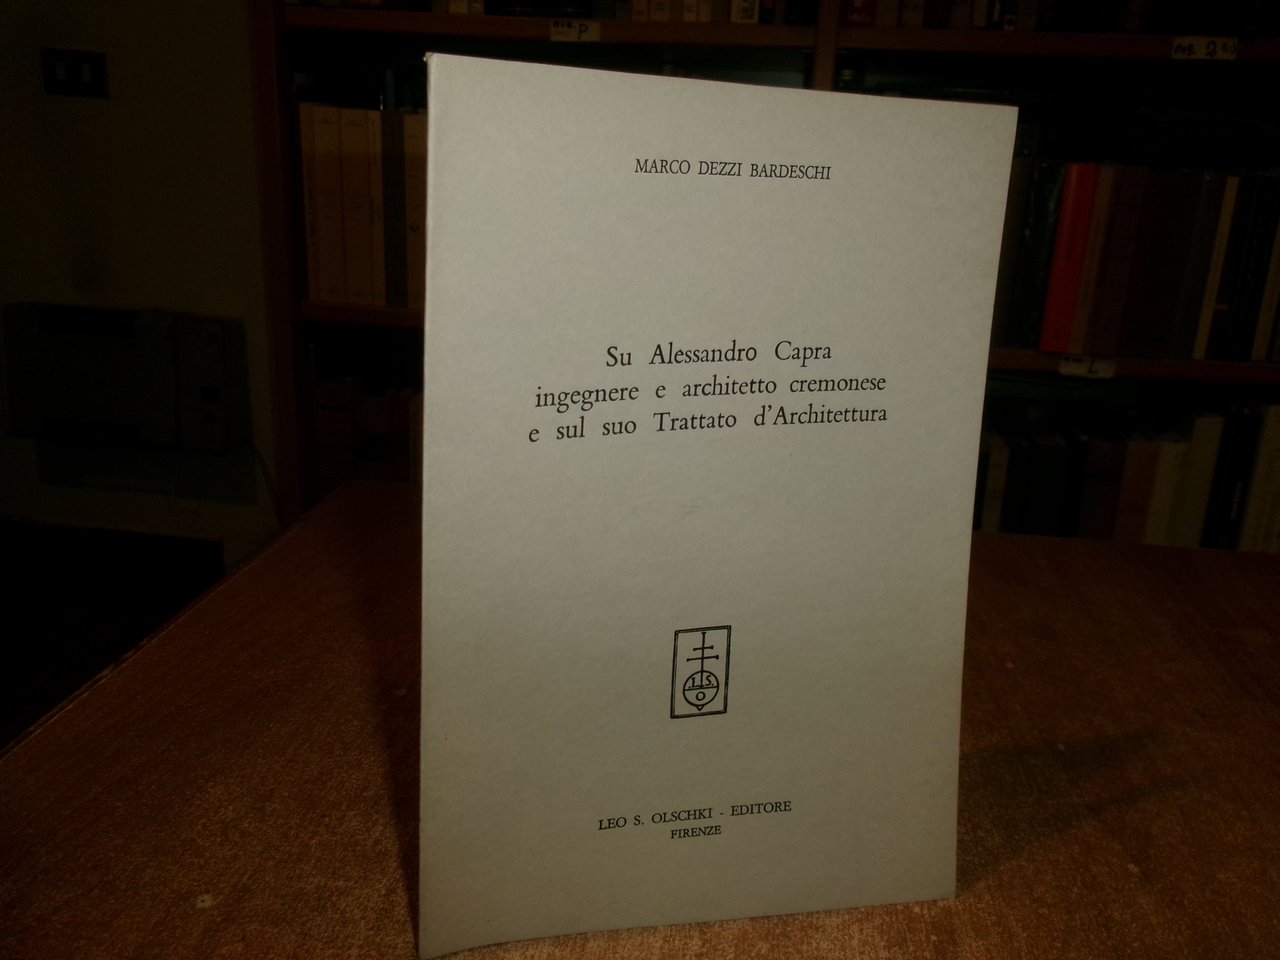 MARCO DEZZI BARDESCHI
Su Alessandro Capra
ingegnere e architetto cremonese
e sul suo Trattato d'Architettura
L S
O
LEO S. OLSCHKI - EDITORE
FIRENZE
P
L